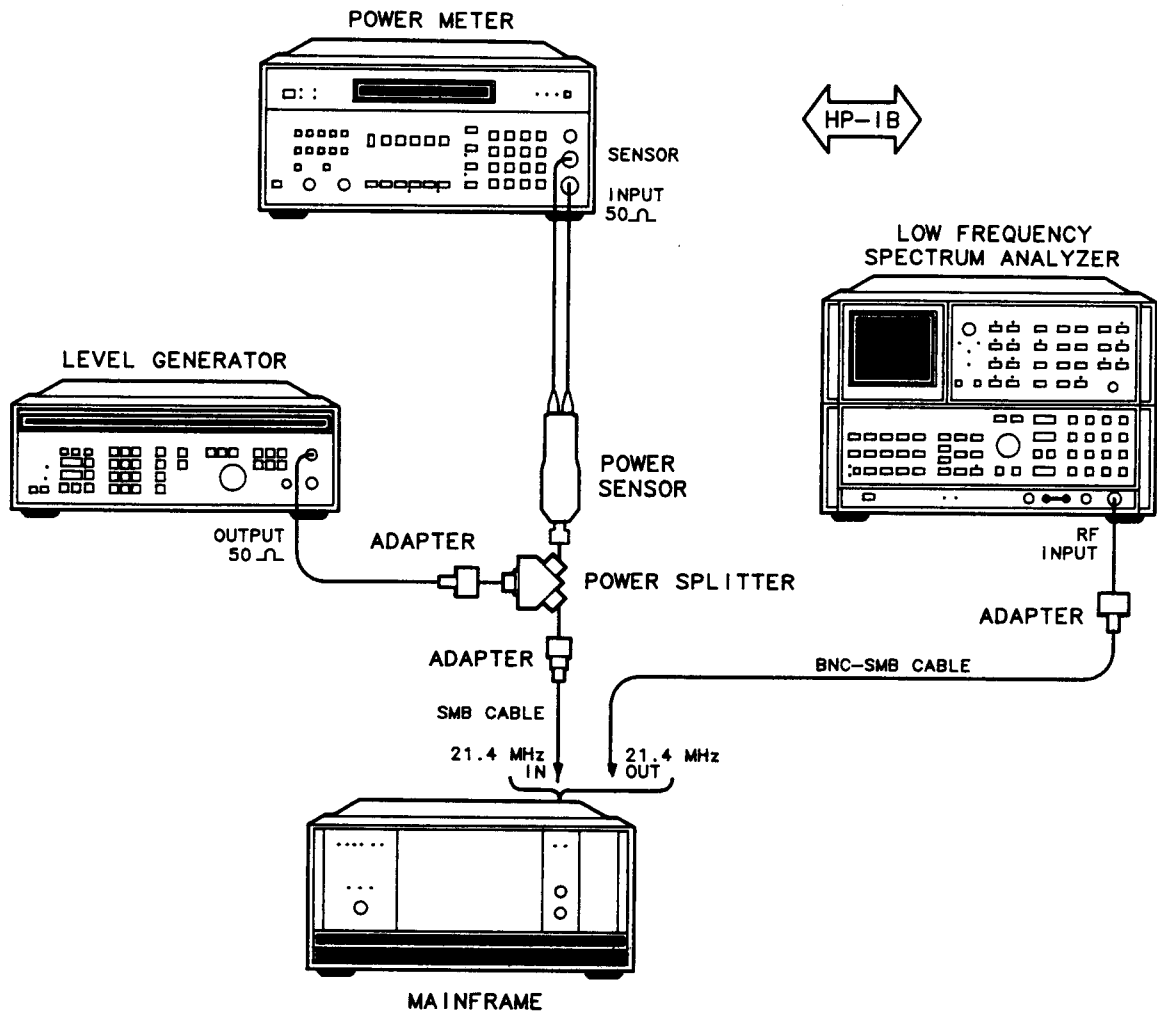 POWER METER
HP-IB
SENSOR
INPUT
50Ω
LOW FREQUENCY
SPECTRUM ANALYZER
LEVEL GENERATOR
POWER
SENSOR
OUTPUT
50Ω
ADAPTER
RF
INPUT
POWER SPLITTER
ADAPTER
ADAPTER
BNC-SMB CABLE
SMB CABLE
21.4 MHz
IN
21.4 MHz
OUT
MAINFRAME